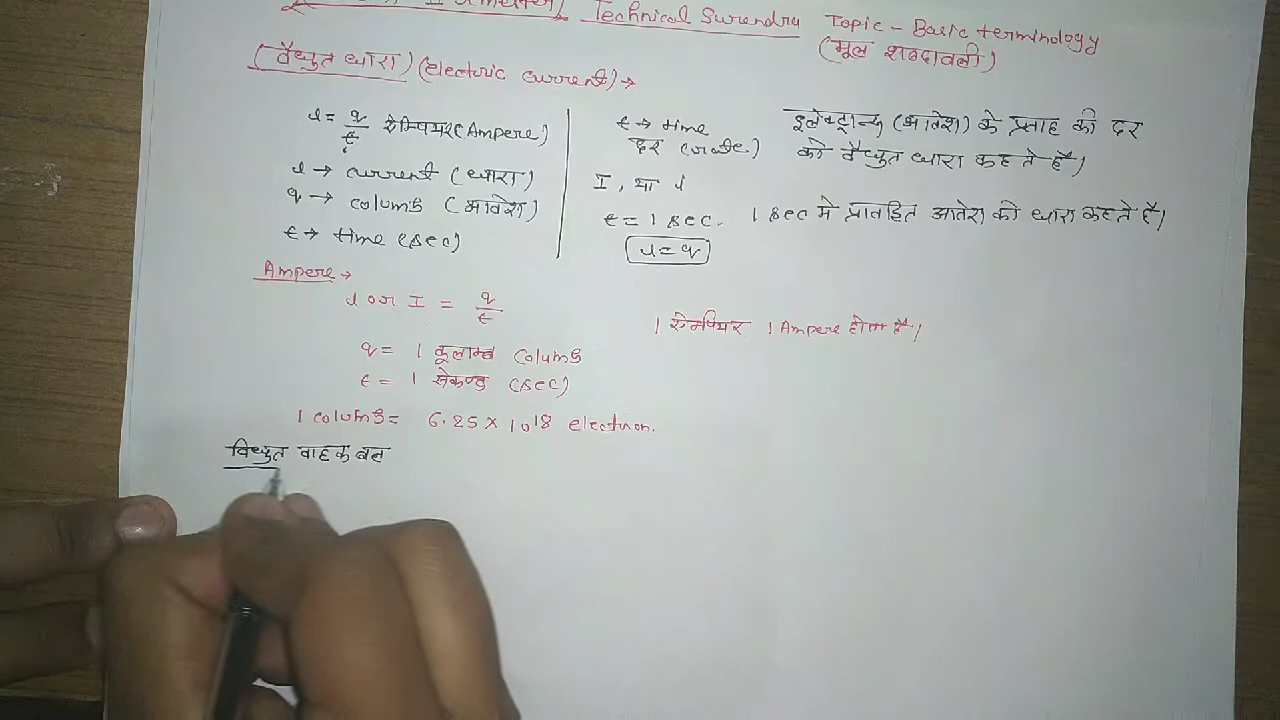 Technical Surendra Topic - Basic terminology
(मूल शब्दावली)
(वैधुत धारा) (electric current) →
i = q/t ऐम्पियर (Ampere)
i → current (धारा)
q → columb (आवेश)
t → time (sec)
t → time
दर (rate)
I, या i
t = 1 sec.
i = q
इलेक्ट्रान्स (आवेश) के प्रवाह की दर
को वैधुत धारा कहते है।
1 sec मे प्रवाहित आवेश को धारा कहते है।
Ampere →
i or I = q/t
q = 1 कूलाम्ब columb
t = 1 सेकण्ड (sec)
1 ऐमपियर 1 Ampere होता है।
1 columb = 6.25 × 10^18 electron.
विधुत वाहक बल